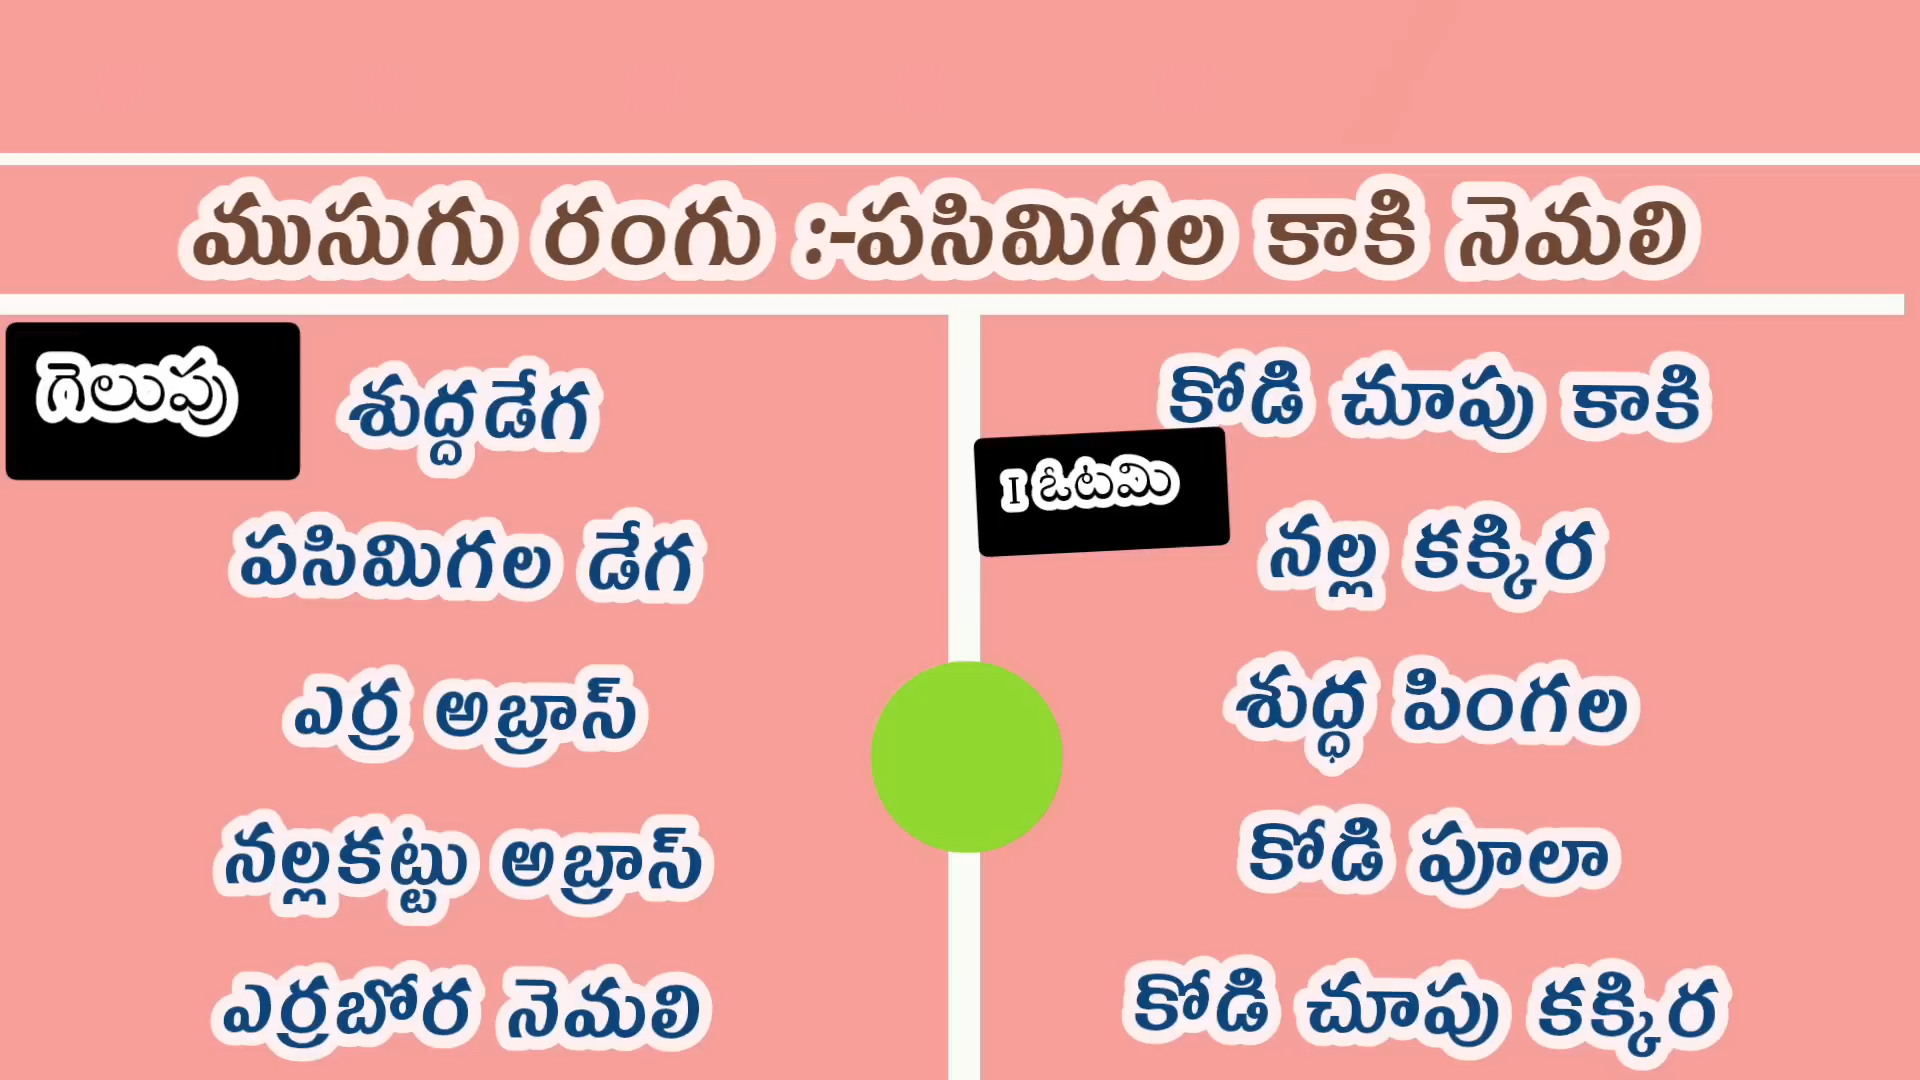 ముసుగు రంగు :-పసిమిగల కాకి నెమలి
గెలుపు
శుద్దడేగ
పసిమిగల డేగ
ఎర్ర అబ్రాస్
నల్లకట్టు అబ్రాస్
ఎర్రబోర నెమలి
కోడి చూపు కాకి
I ఓటమి
నల్ల కక్కిర
శుద్ధ పింగల
కోడి పూలా
కోడి చూపు కక్కిర